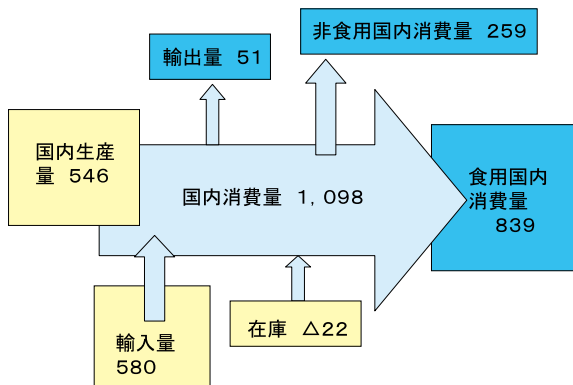 非食用国内消費量 259
輸出量 51
国内生産
量 546
国内消費量 1,098
食用国内
消費量
839
在庫 △22
輸入量
580